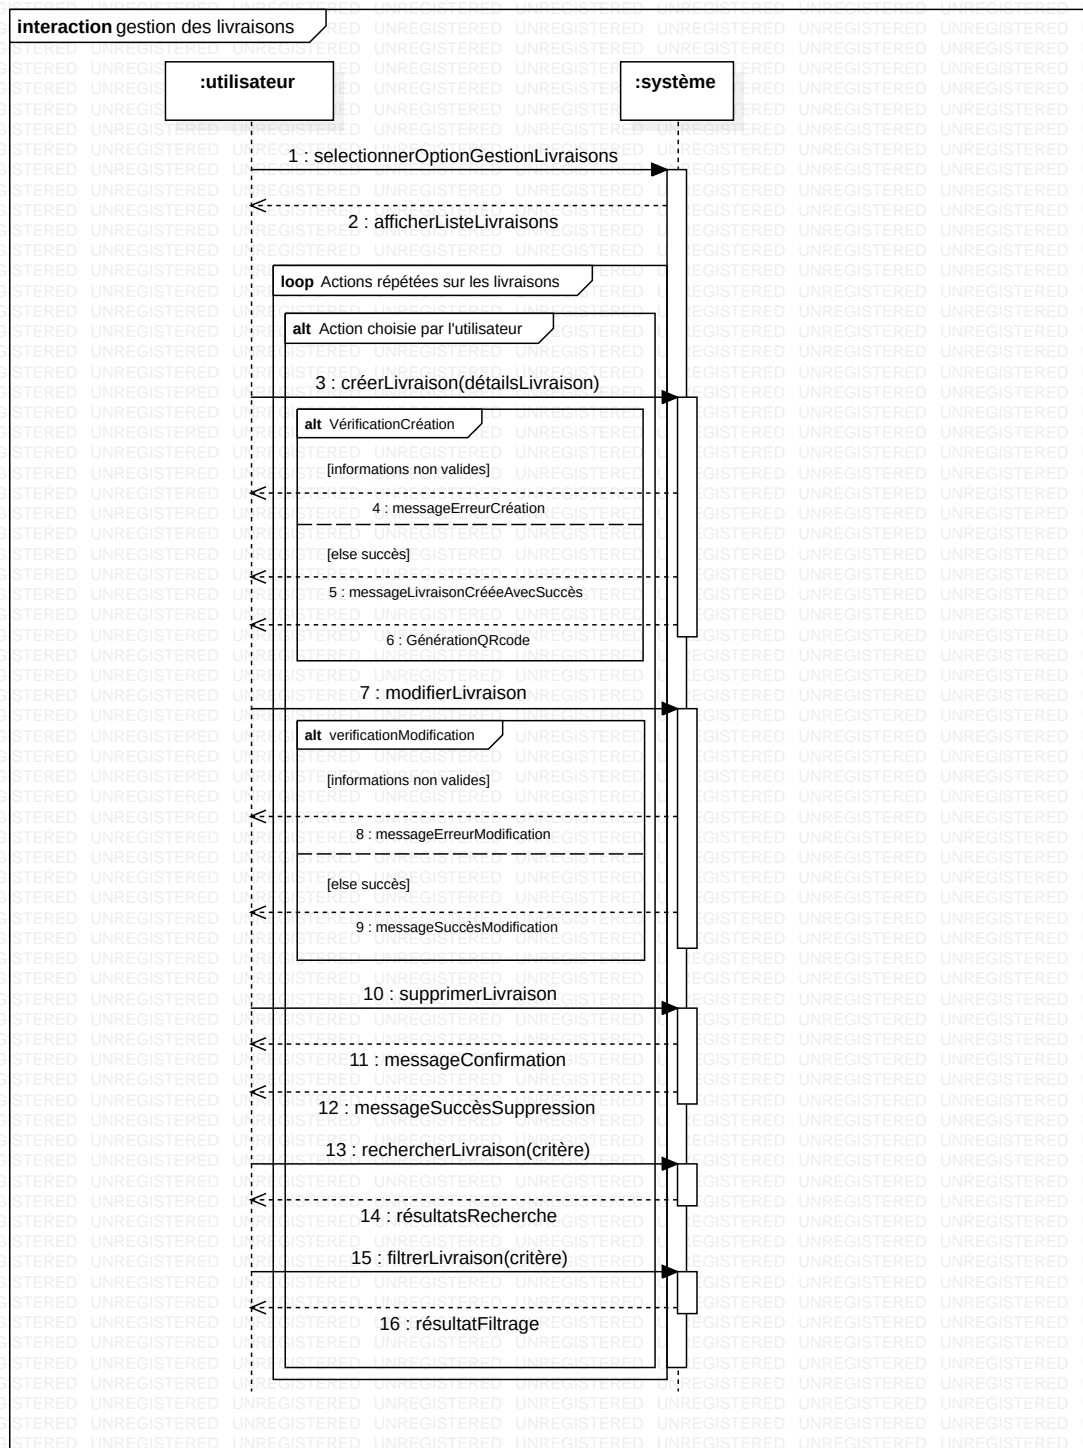 interaction gestion des livraisons
:utilisateur
:système
1 : selectionnerOptionGestionLivraisons
2 : afficherListeLivraisons
loop Actions répétées sur les livraisons
alt Action choisie par l'utilisateur
3 : créerLivraison(détailsLivraison)
alt VérificationCréation
[informations non valides]
4 : messageErreurCréation
[else succès]
5 : messageLivraisonCrééeAvecSuccès
6 : GénérationQRcode
7 : modifierLivraison
alt verificationModification
[informations non valides]
8 : messageErreurModification
[else succès]
9 : messageSuccèsModification
10 : supprimerLivraison
11 : messageConfirmation
12 : messageSuccèsSuppression
13 : rechercherLivraison(critère)
14 : résultatsRecherche
15 : filtrerLivraison(critère)
16 : résultatFiltrage
UNREGISTERED